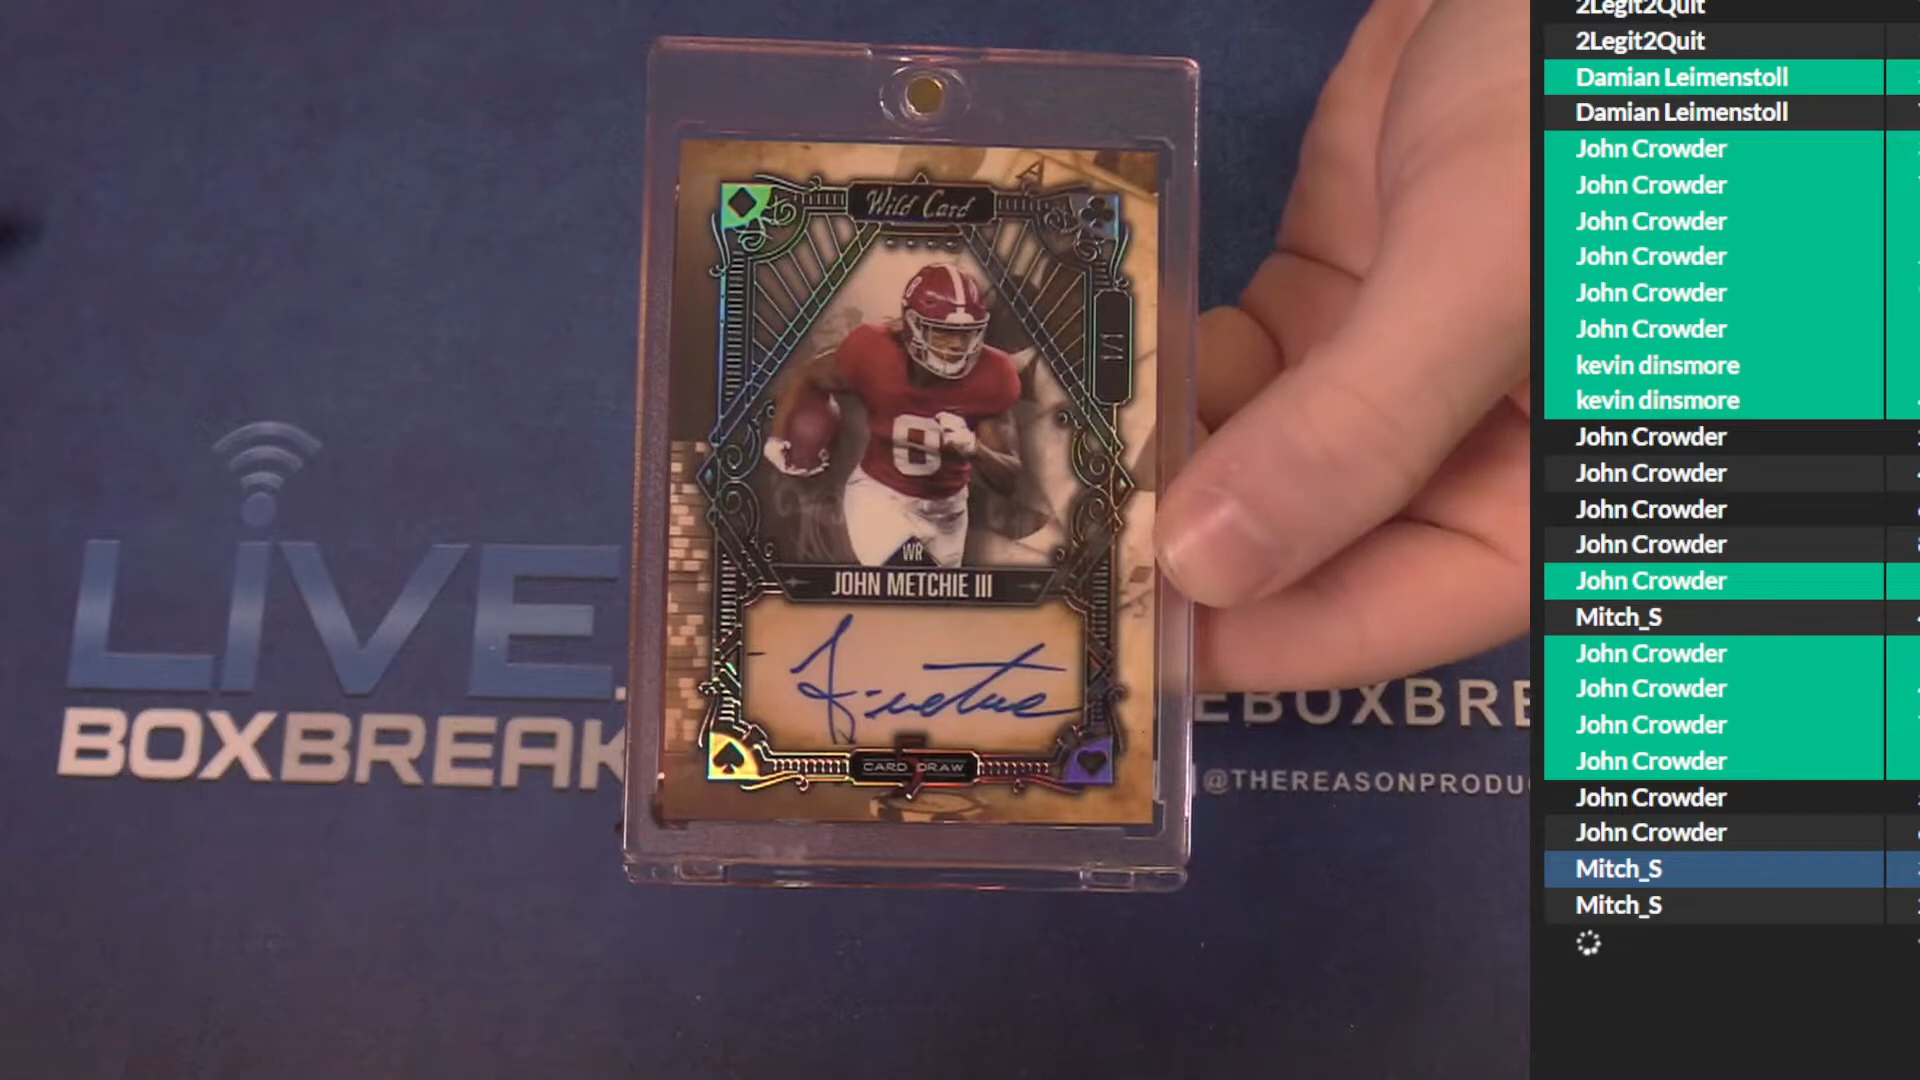 Wild Card
1/1
8
WR
JOHN METCHIE III
5
CARD DRAW
LIVE
BOXBREAK
EBOXBRE
@THEREASONPRODU
2Legit2Quit
2Legit2Quit
Damian Leimenstoll
Damian Leimenstoll
John Crowder
John Crowder
John Crowder
John Crowder
John Crowder
John Crowder
kevin dinsmore
kevin dinsmore
John Crowder
John Crowder
John Crowder
John Crowder
John Crowder
Mitch_S
John Crowder
John Crowder
John Crowder
John Crowder
John Crowder
John Crowder
Mitch_S
Mitch_S